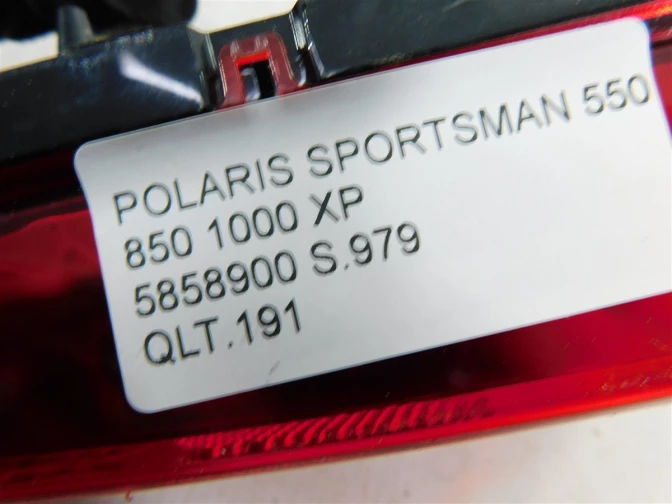 POLARIS SPORTSMAN 550
850 1000 XP
5858900 S.979
QLT.191